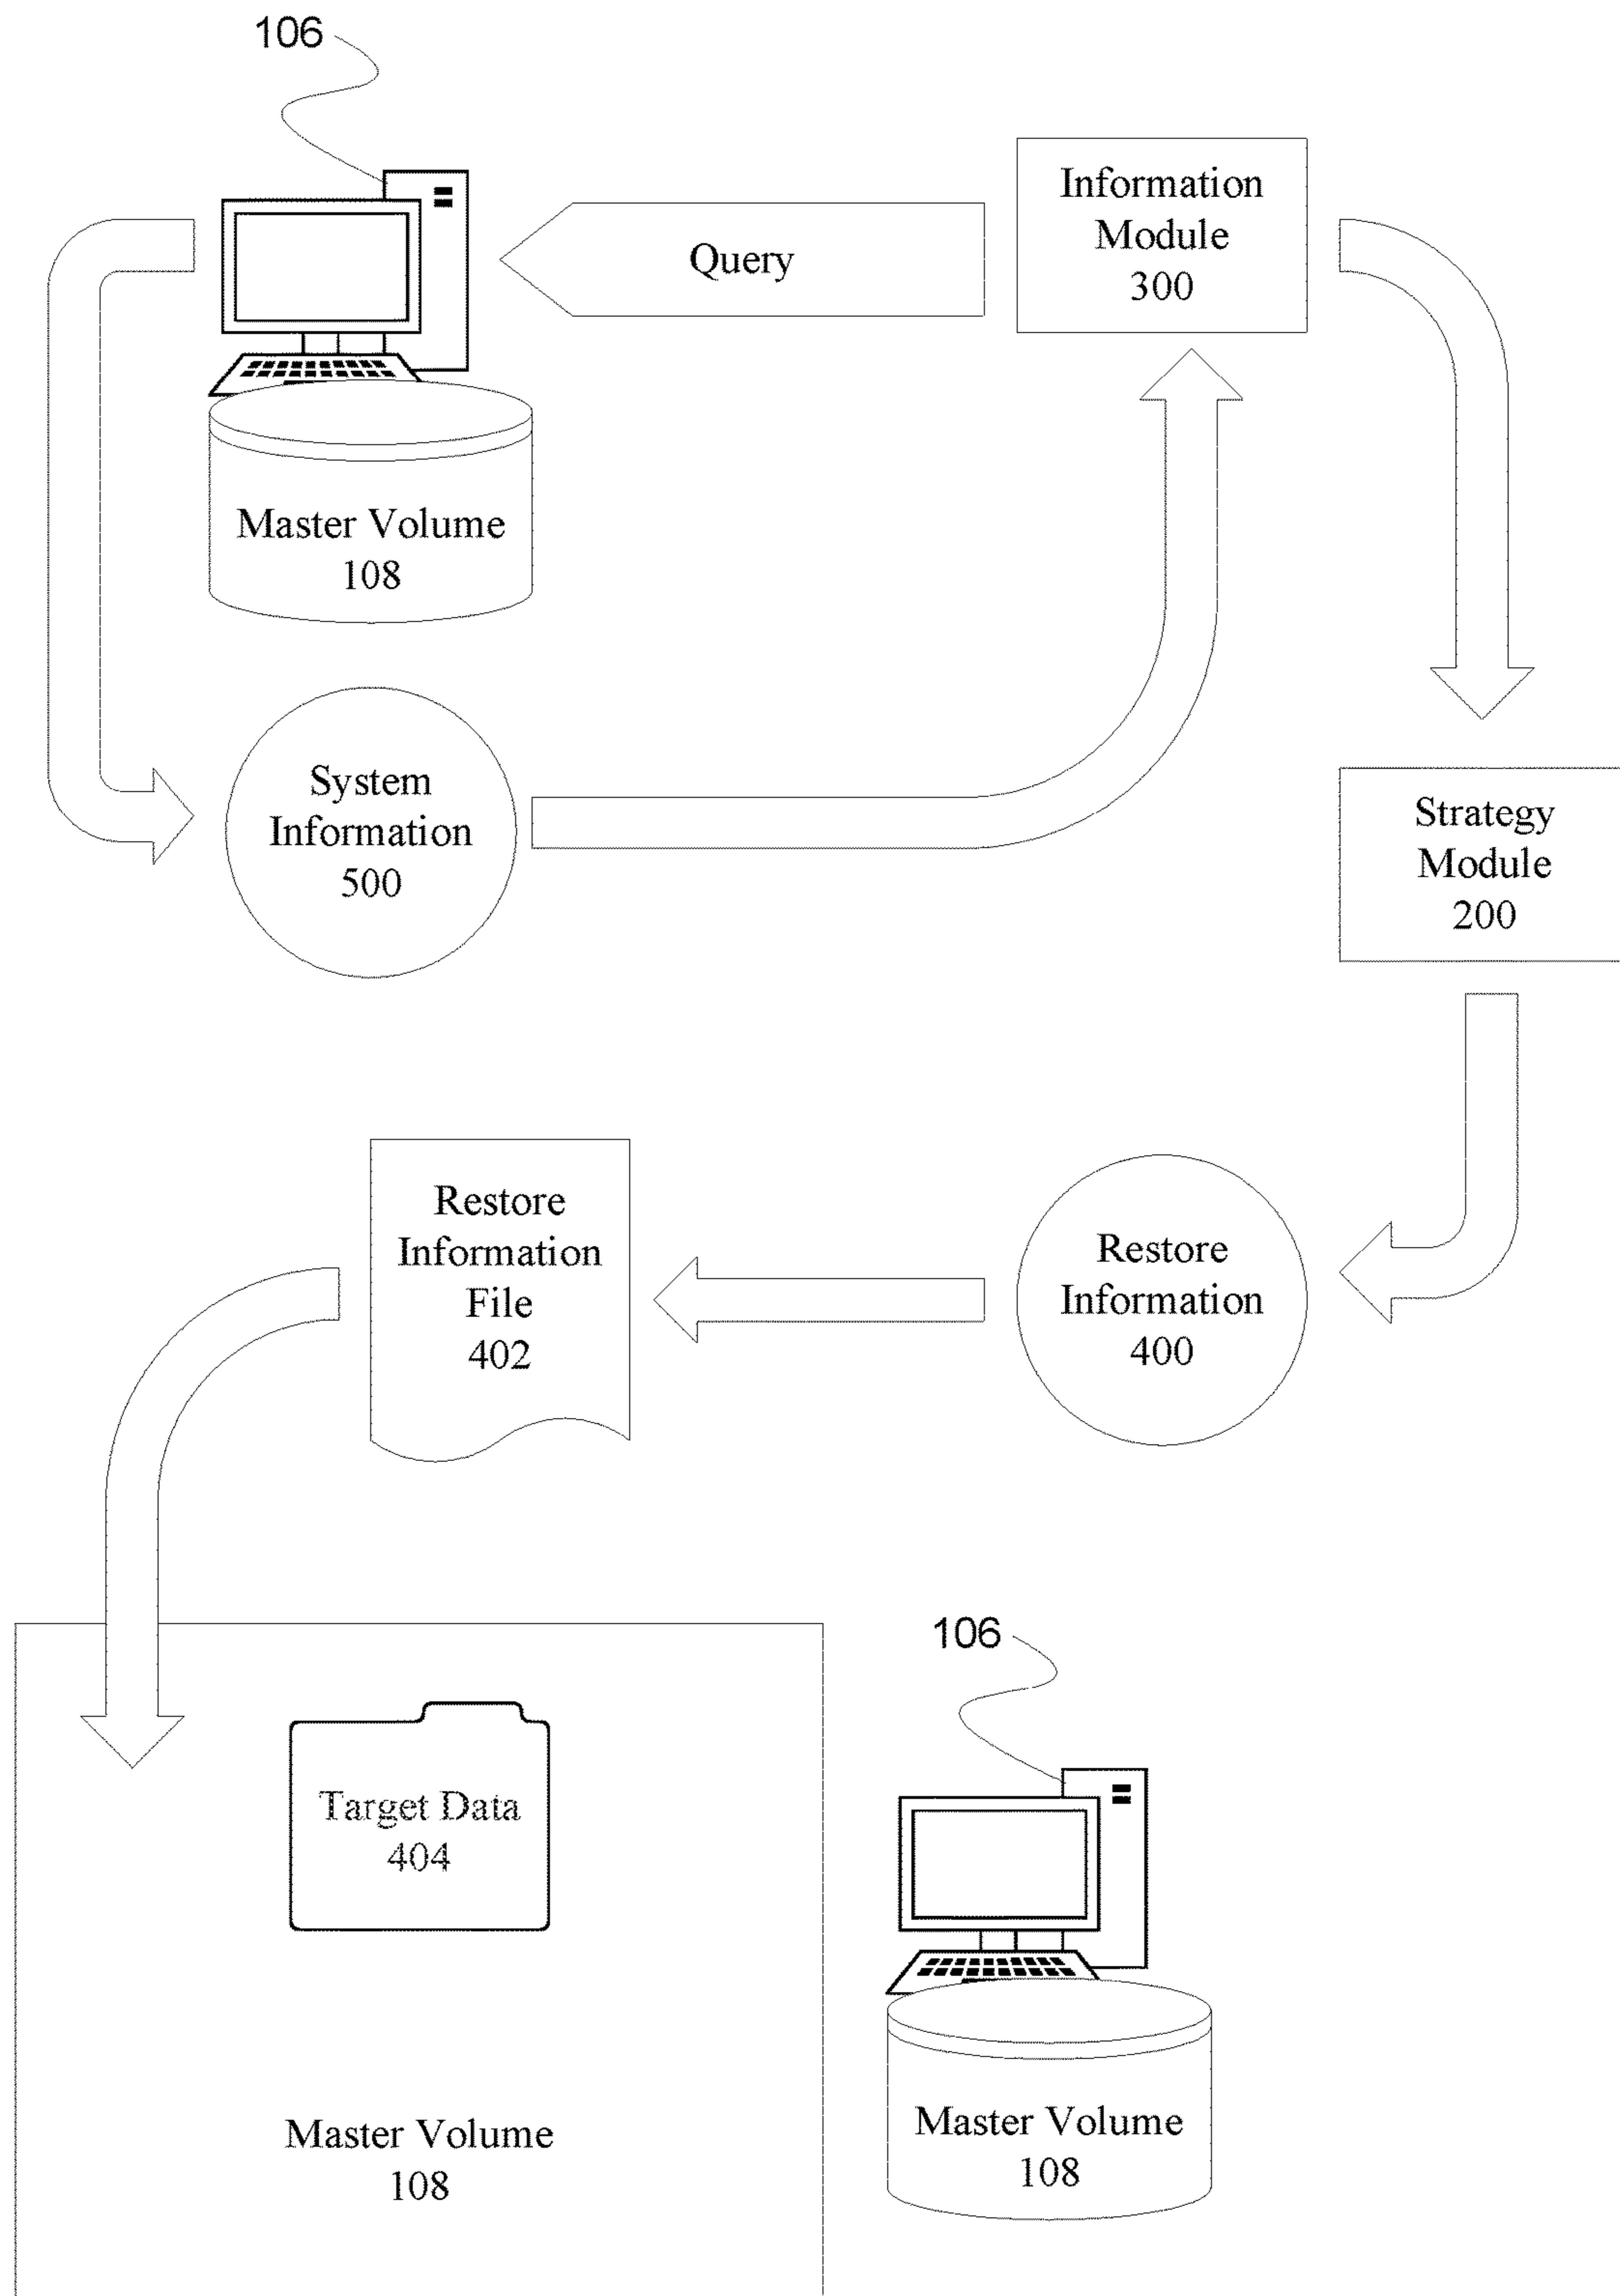 106
Information
Module
300
Query
Master Volume
108
System
Information
500
Strategy
Module
200
Restore
Information
File
402
Restore
Information
400
106
Target Data
404
Master Volume
108
Master Volume
108